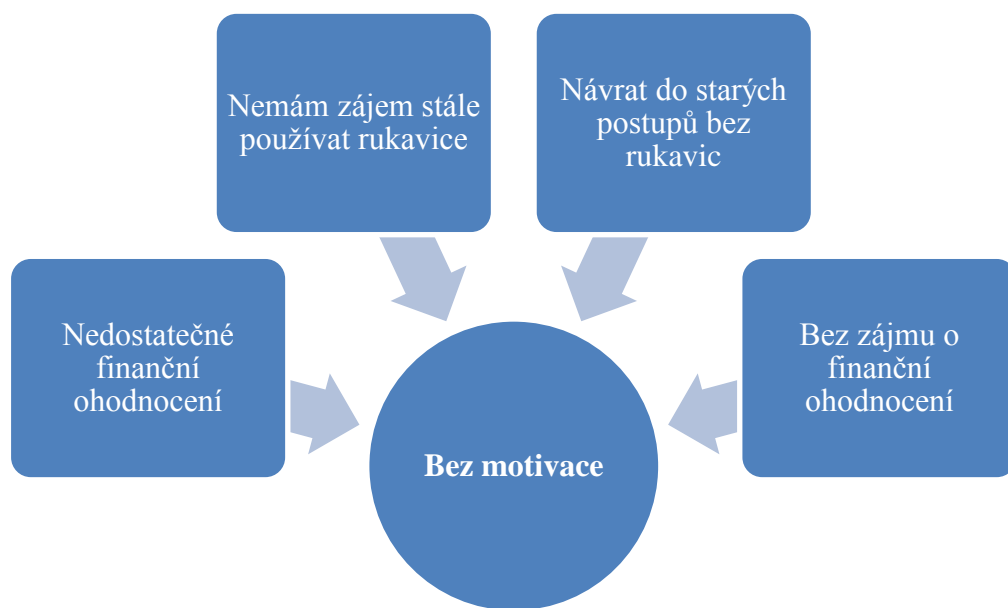 Nemám zájem stále
používat rukavice
Návrat do starých
postupů bez
rukavic
Nedostatečné
finanční
ohodnocení
Bez zájmu o
finanční
ohodnocení
Bez motivace